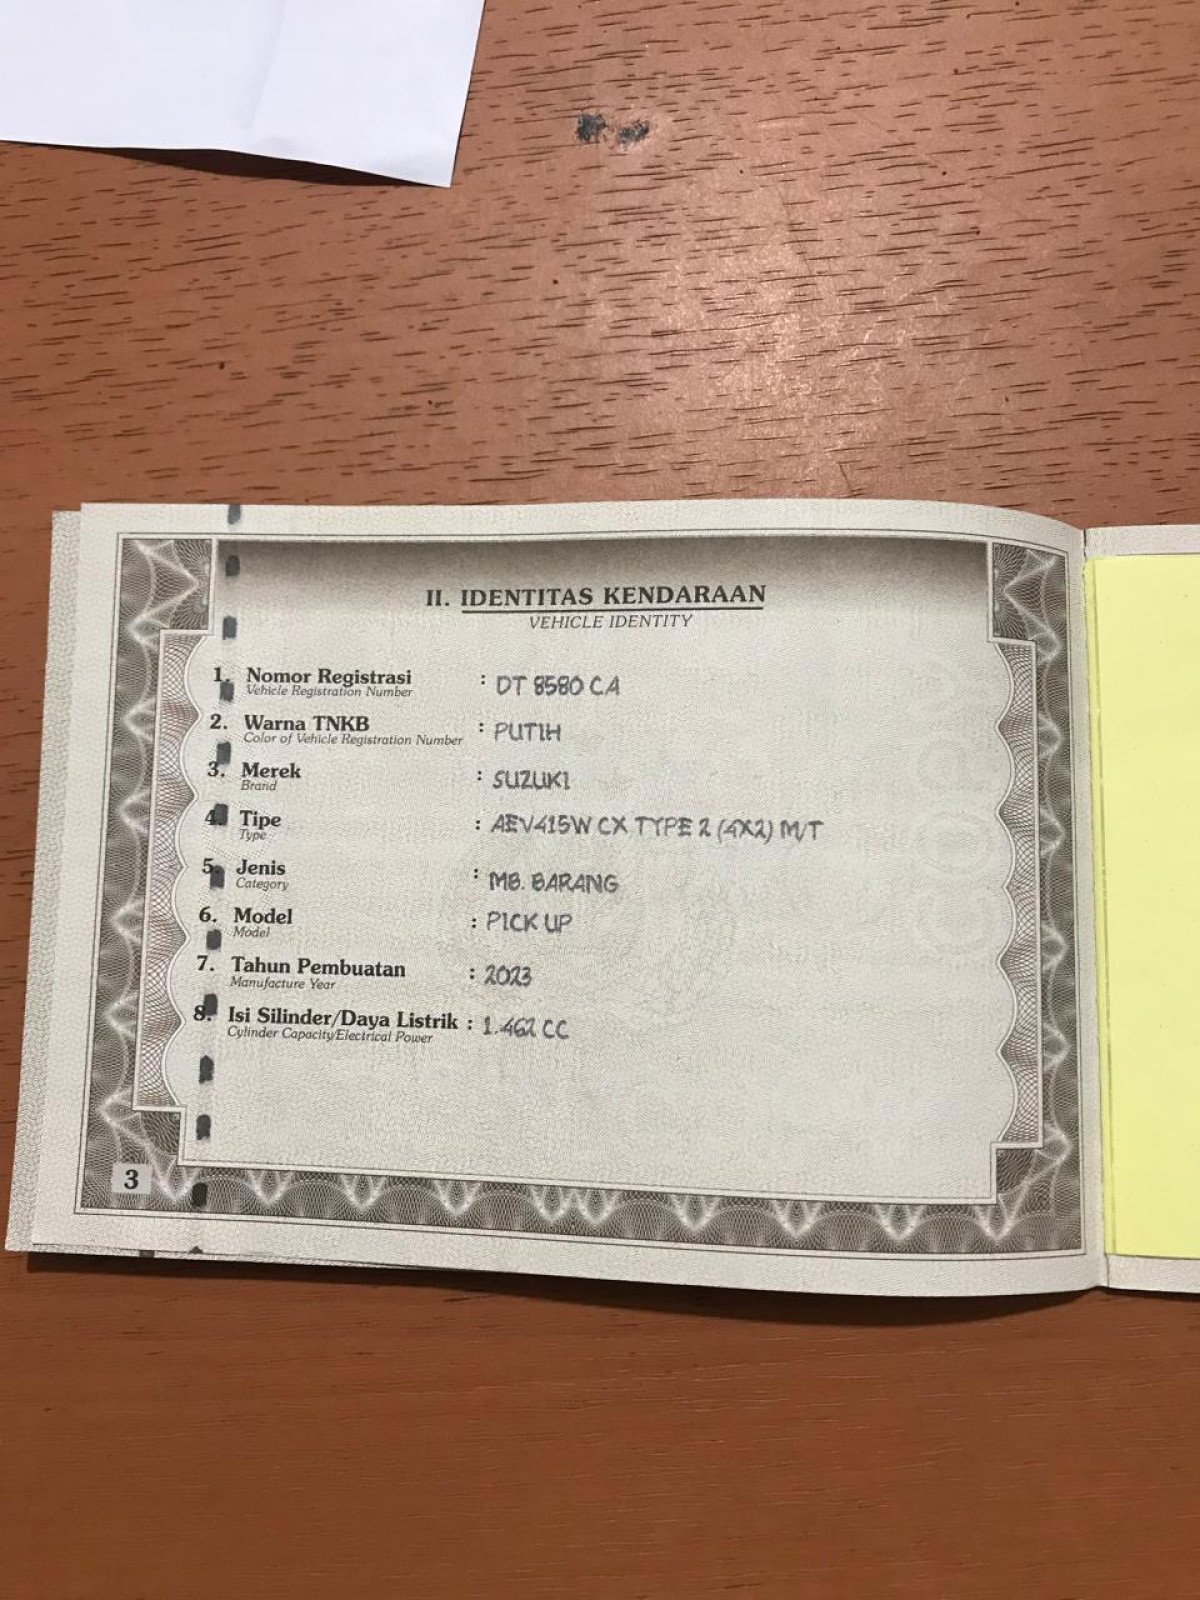 II. IDENTITAS KENDARAAN
VEHICLE IDENTITY
1. Nomor Registrasi : DT 8580 CA
Vehicle Registration Number
2. Warna TNKB : PUTIH
Color of Vehicle Registration Number
3. Merek : SUZUKI
Brand
4. Tipe : AEV415W CX TYPE 2 (4X2) M/T
Type
5. Jenis : MB. BARANG
Category
6. Model : PICK UP
Model
7. Tahun Pembuatan : 2023
Manufacture Year
8. Isi Silinder/Daya Listrik : 1.462 CC
Cylinder Capacity/Electrical Power
3